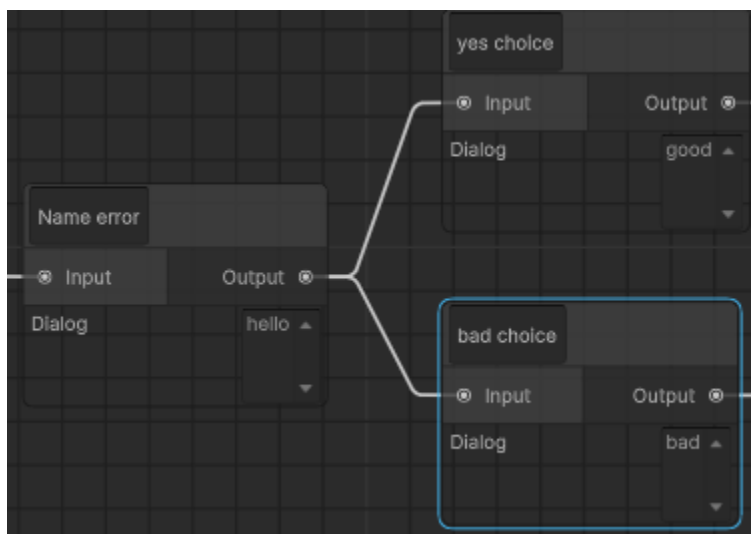 yes choice
Input Output
Dialog good
Name error
Input Output
Dialog hello
bad choice
Input Output
Dialog bad